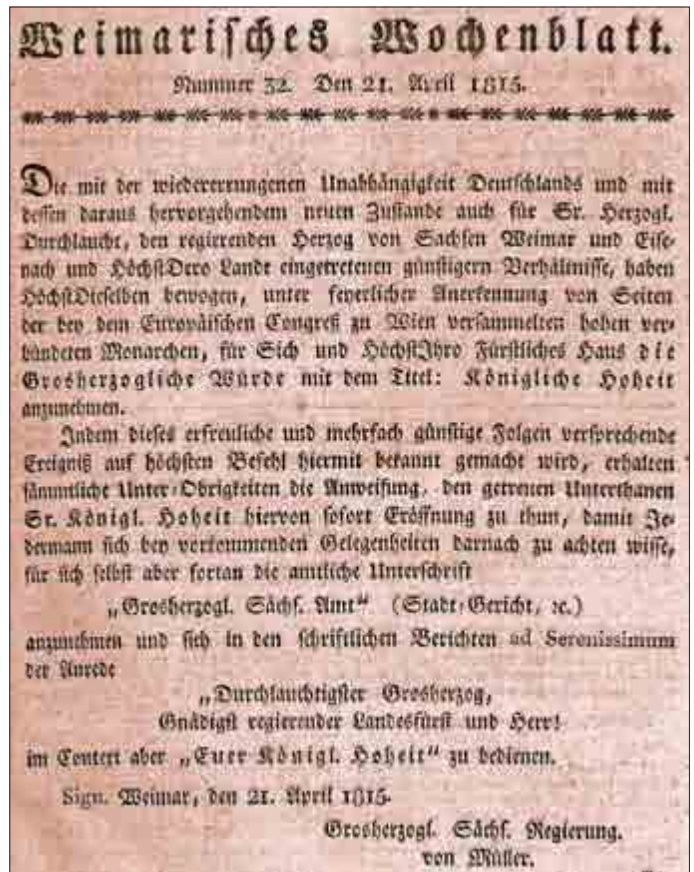 Weimarisches Wochenblatt.
Nummer 32. Den 21. April 1815.
Die mit der wiedererrungenen Unabhängigkeit Deutschlands und mit
dessen daraus hervorgehendem neuen Zustande auch für Sr. Herzogl.
Durchlaucht, den regierenden Herzog von Sachsen Weimar und Eise-
nach und HöchstDero Lande eingetretenen günstigern Verhältnisse, haben
HöchstDieselben bewogen, unter feyerlicher Anerkennung von Seiten
der bey dem Europäischen Congreß zu Wien versammelten hohen ver-
bündeten Monarchen, für Sich und HöchstIhro Fürstliches Haus die
Grosherzogliche Würde mit dem Titel: Königliche Hoheit
anzunehmen.
Indem dieses erfreuliche und mehrfach günstige Folgen versprechende
Ereigniß auf höchsten Befehl hiermit bekannt gemacht wird, erhalten
sämmtliche Unter-Obrigkeiten die Anweisung, den getreuen Unterthanen
Sr. Königl. Hoheit hiervon sofort Eröffnung zu thun, damit Je-
dermann sich bey vorkommenden Gelegenheiten darnach zu achten wisse,
für sich selbst aber fortan die amtliche Unterschrift
„Grosherzogl. Sächs. Amt“ (Stadt-Gericht, ꝛc.)
anzunehmen und sich in den schriftlichen Berichten ad Serenissimum
der Anrede
„Durchlauchtigster Grosherzog,
Gnädigst regierender Landesfürst und Herr!
im Context aber „Euer Königl. Hoheit“ zu bedienen.
Sign. Weimar, den 21. April 1815.
Grosherzogl. Sächs. Regierung.
von Müller.